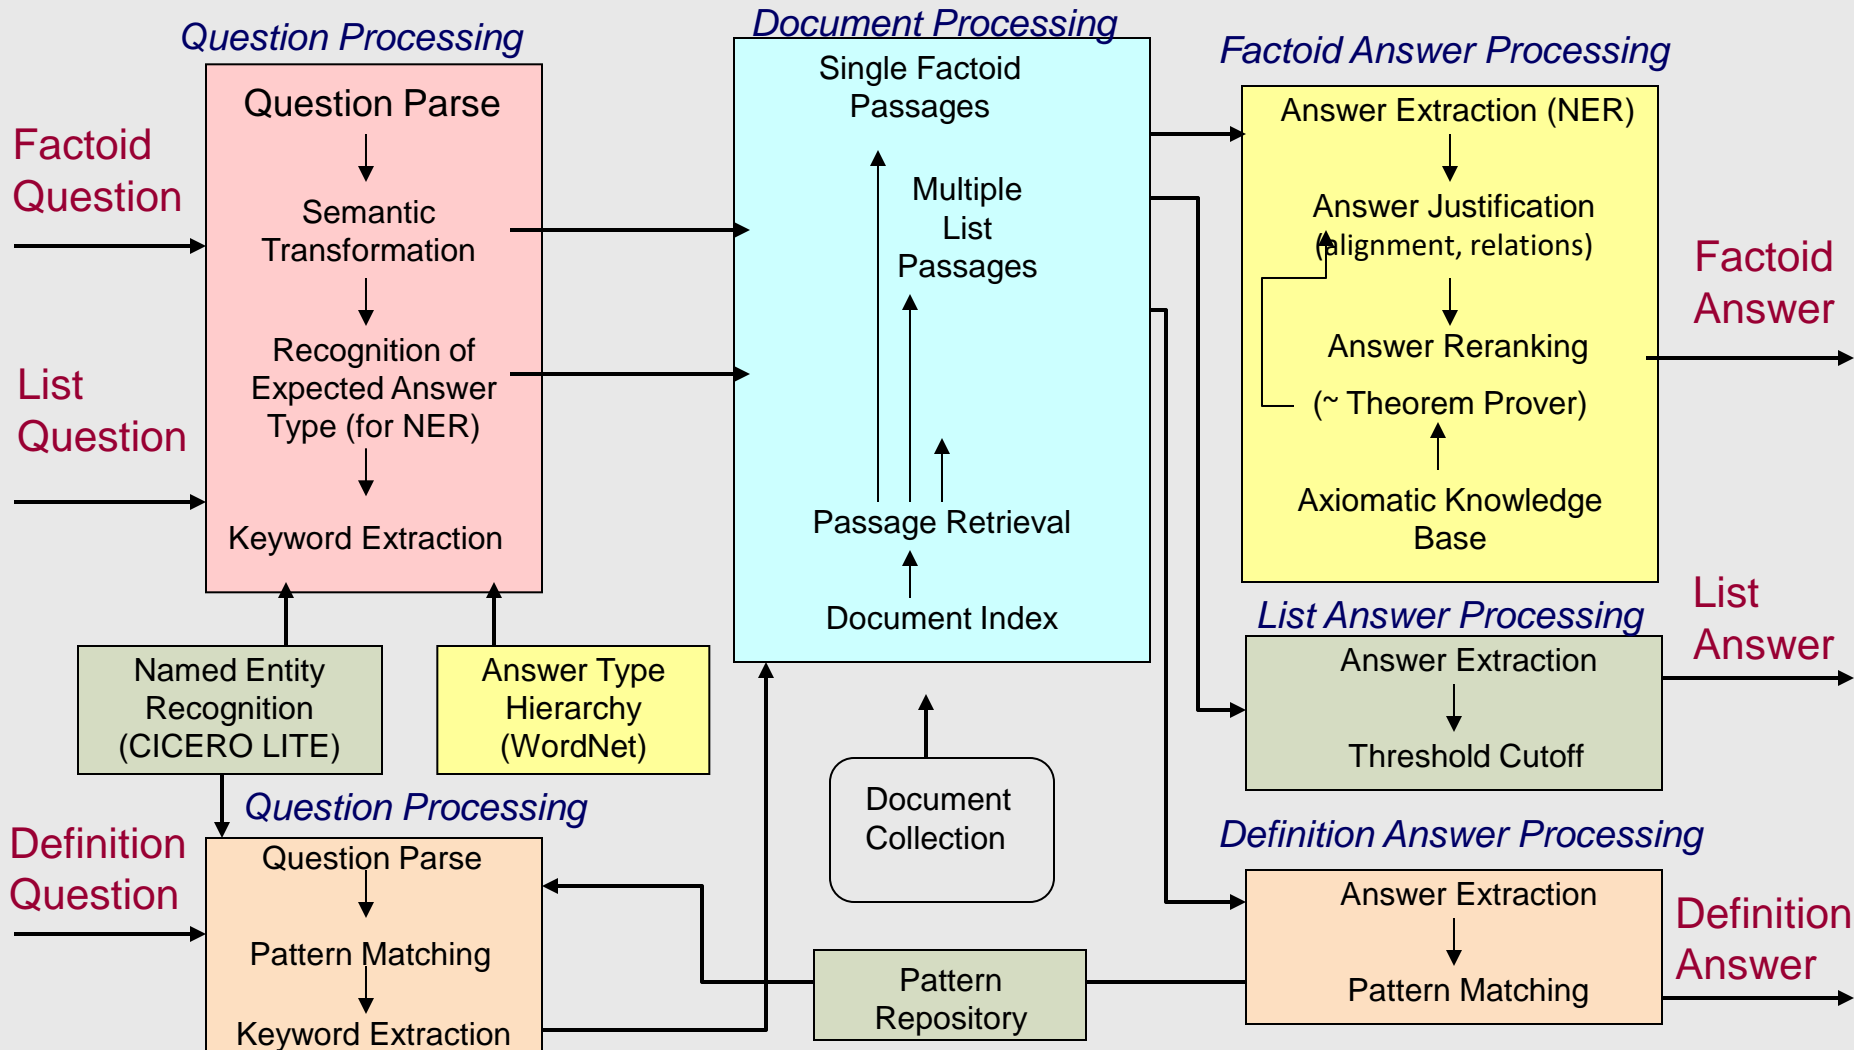 Question Processing
Document Processing
Factoid Answer Processing
Factoid
Question
List
Question
Question Parse
Semantic
Transformation
Recognition of
Expected Answer
Type (for NER)
Keyword Extraction
Single Factoid
Passages
Multiple
List
Passages
Passage Retrieval
Document Index
Answer Extraction (NER)
Answer Justification
(alignment, relations)
Answer Reranking
(~ Theorem Prover)
Axiomatic Knowledge
Base
Factoid
Answer
Named Entity
Recognition
(CICERO LITE)
Answer Type
Hierarchy
(WordNet)
Document
Collection
List Answer Processing
Answer Extraction
Threshold Cutoff
List
Answer
Question Processing
Definition
Question
Question Parse
Pattern Matching
Keyword Extraction
Pattern
Repository
Definition Answer Processing
Answer Extraction
Pattern Matching
Definition
Answer